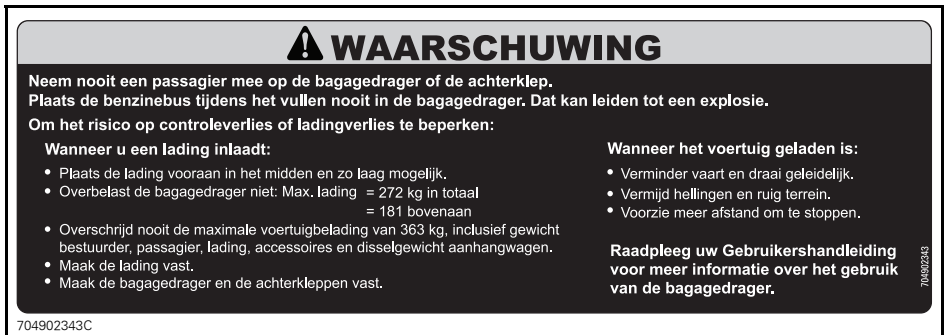 WAARSCHUWING
Neem nooit een passagier mee op de bagagedrager of de achterklep.
Plaats de benzinebus tijdens het vullen nooit in de bagagedrager. Dat kan leiden tot een explosie.
Om het risico op controleverlies of ladingverlies te beperken:
Wanneer u een lading inlaadt:
• Plaats de lading vooraan in het midden en zo laag mogelijk.
• Overbelast de bagagedrager niet: Max. lading = 272 kg in totaal
= 181 bovenaan
• Overschrijd nooit de maximale voertuigbelading van 363 kg, inclusief gewicht
bestuurder, passagier, lading, accessoires en disselgewicht aanhangwagen.
• Maak de lading vast.
• Maak de bagagedrager en de achterkleppen vast.
Wanneer het voertuig geladen is:
• Verminder vaart en draai geleidelijk.
• Vermijd hellingen en ruig terrein.
• Voorzie meer afstand om te stoppen.
Raadpleeg uw Gebruikershandleiding
voor meer informatie over het gebruik
van de bagagedrager.
704902343
704902343C